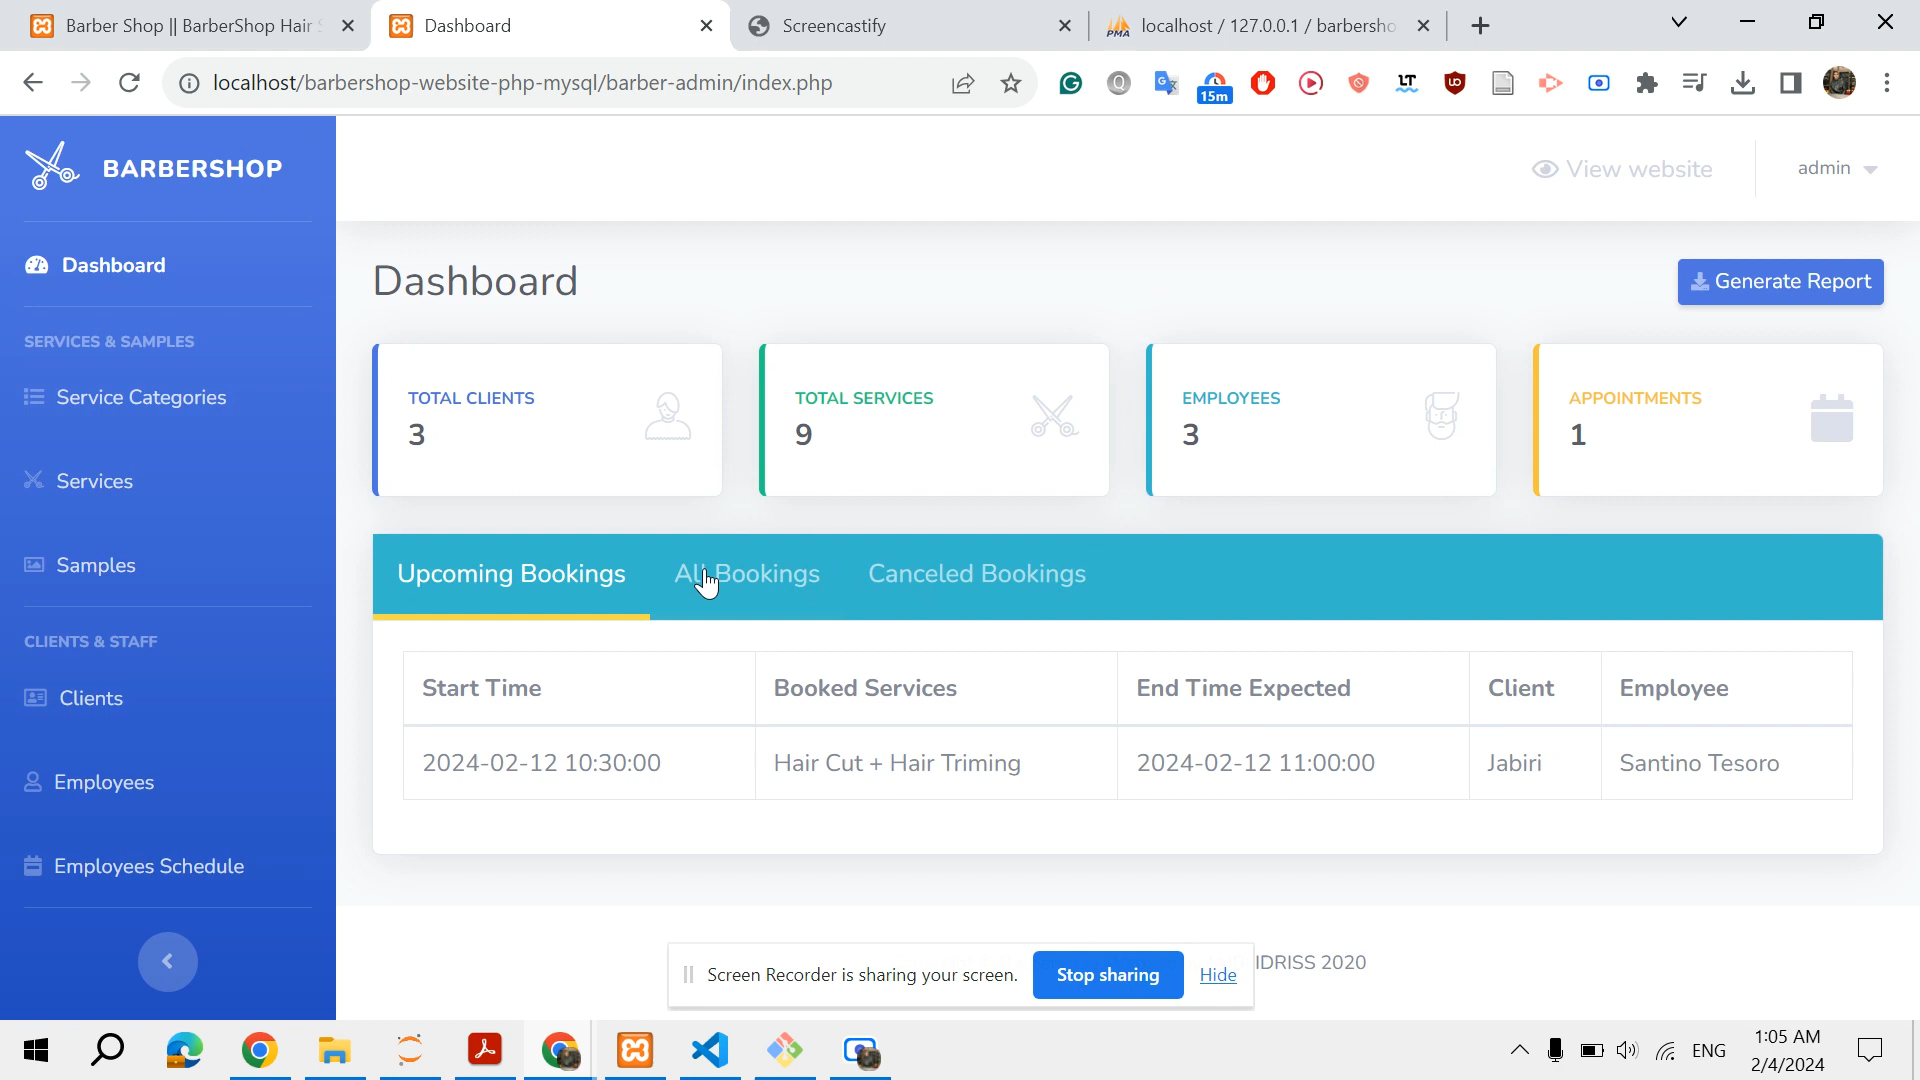 Barber Shop || BarberShop Hair
Dashboard
Screencastify
localhost / 127.0.0.1 / barbersho
localhost/barbershop-website-php-mysql/barber-admin/index.php
15m
BARBERSHOP
View website
admin
Dashboard
SERVICES & SAMPLES
Service Categories
Services
Samples
CLIENTS & STAFF
Clients
Employees
Employees Schedule
Dashboard
Generate Report
TOTAL CLIENTS
3
TOTAL SERVICES
9
EMPLOYEES
3
APPOINTMENTS
1
Upcoming Bookings
All Bookings
Canceled Bookings
Start Time Booked Services End Time Expected Client Employee
2024-02-12 10:30:00 Hair Cut + Hair Triming 2024-02-12 11:00:00 Jabiri Santino Tesoro
IDRISS 2020
Screen Recorder is sharing your screen.
Stop sharing
Hide
ENG
1:05 AM
2/4/2024